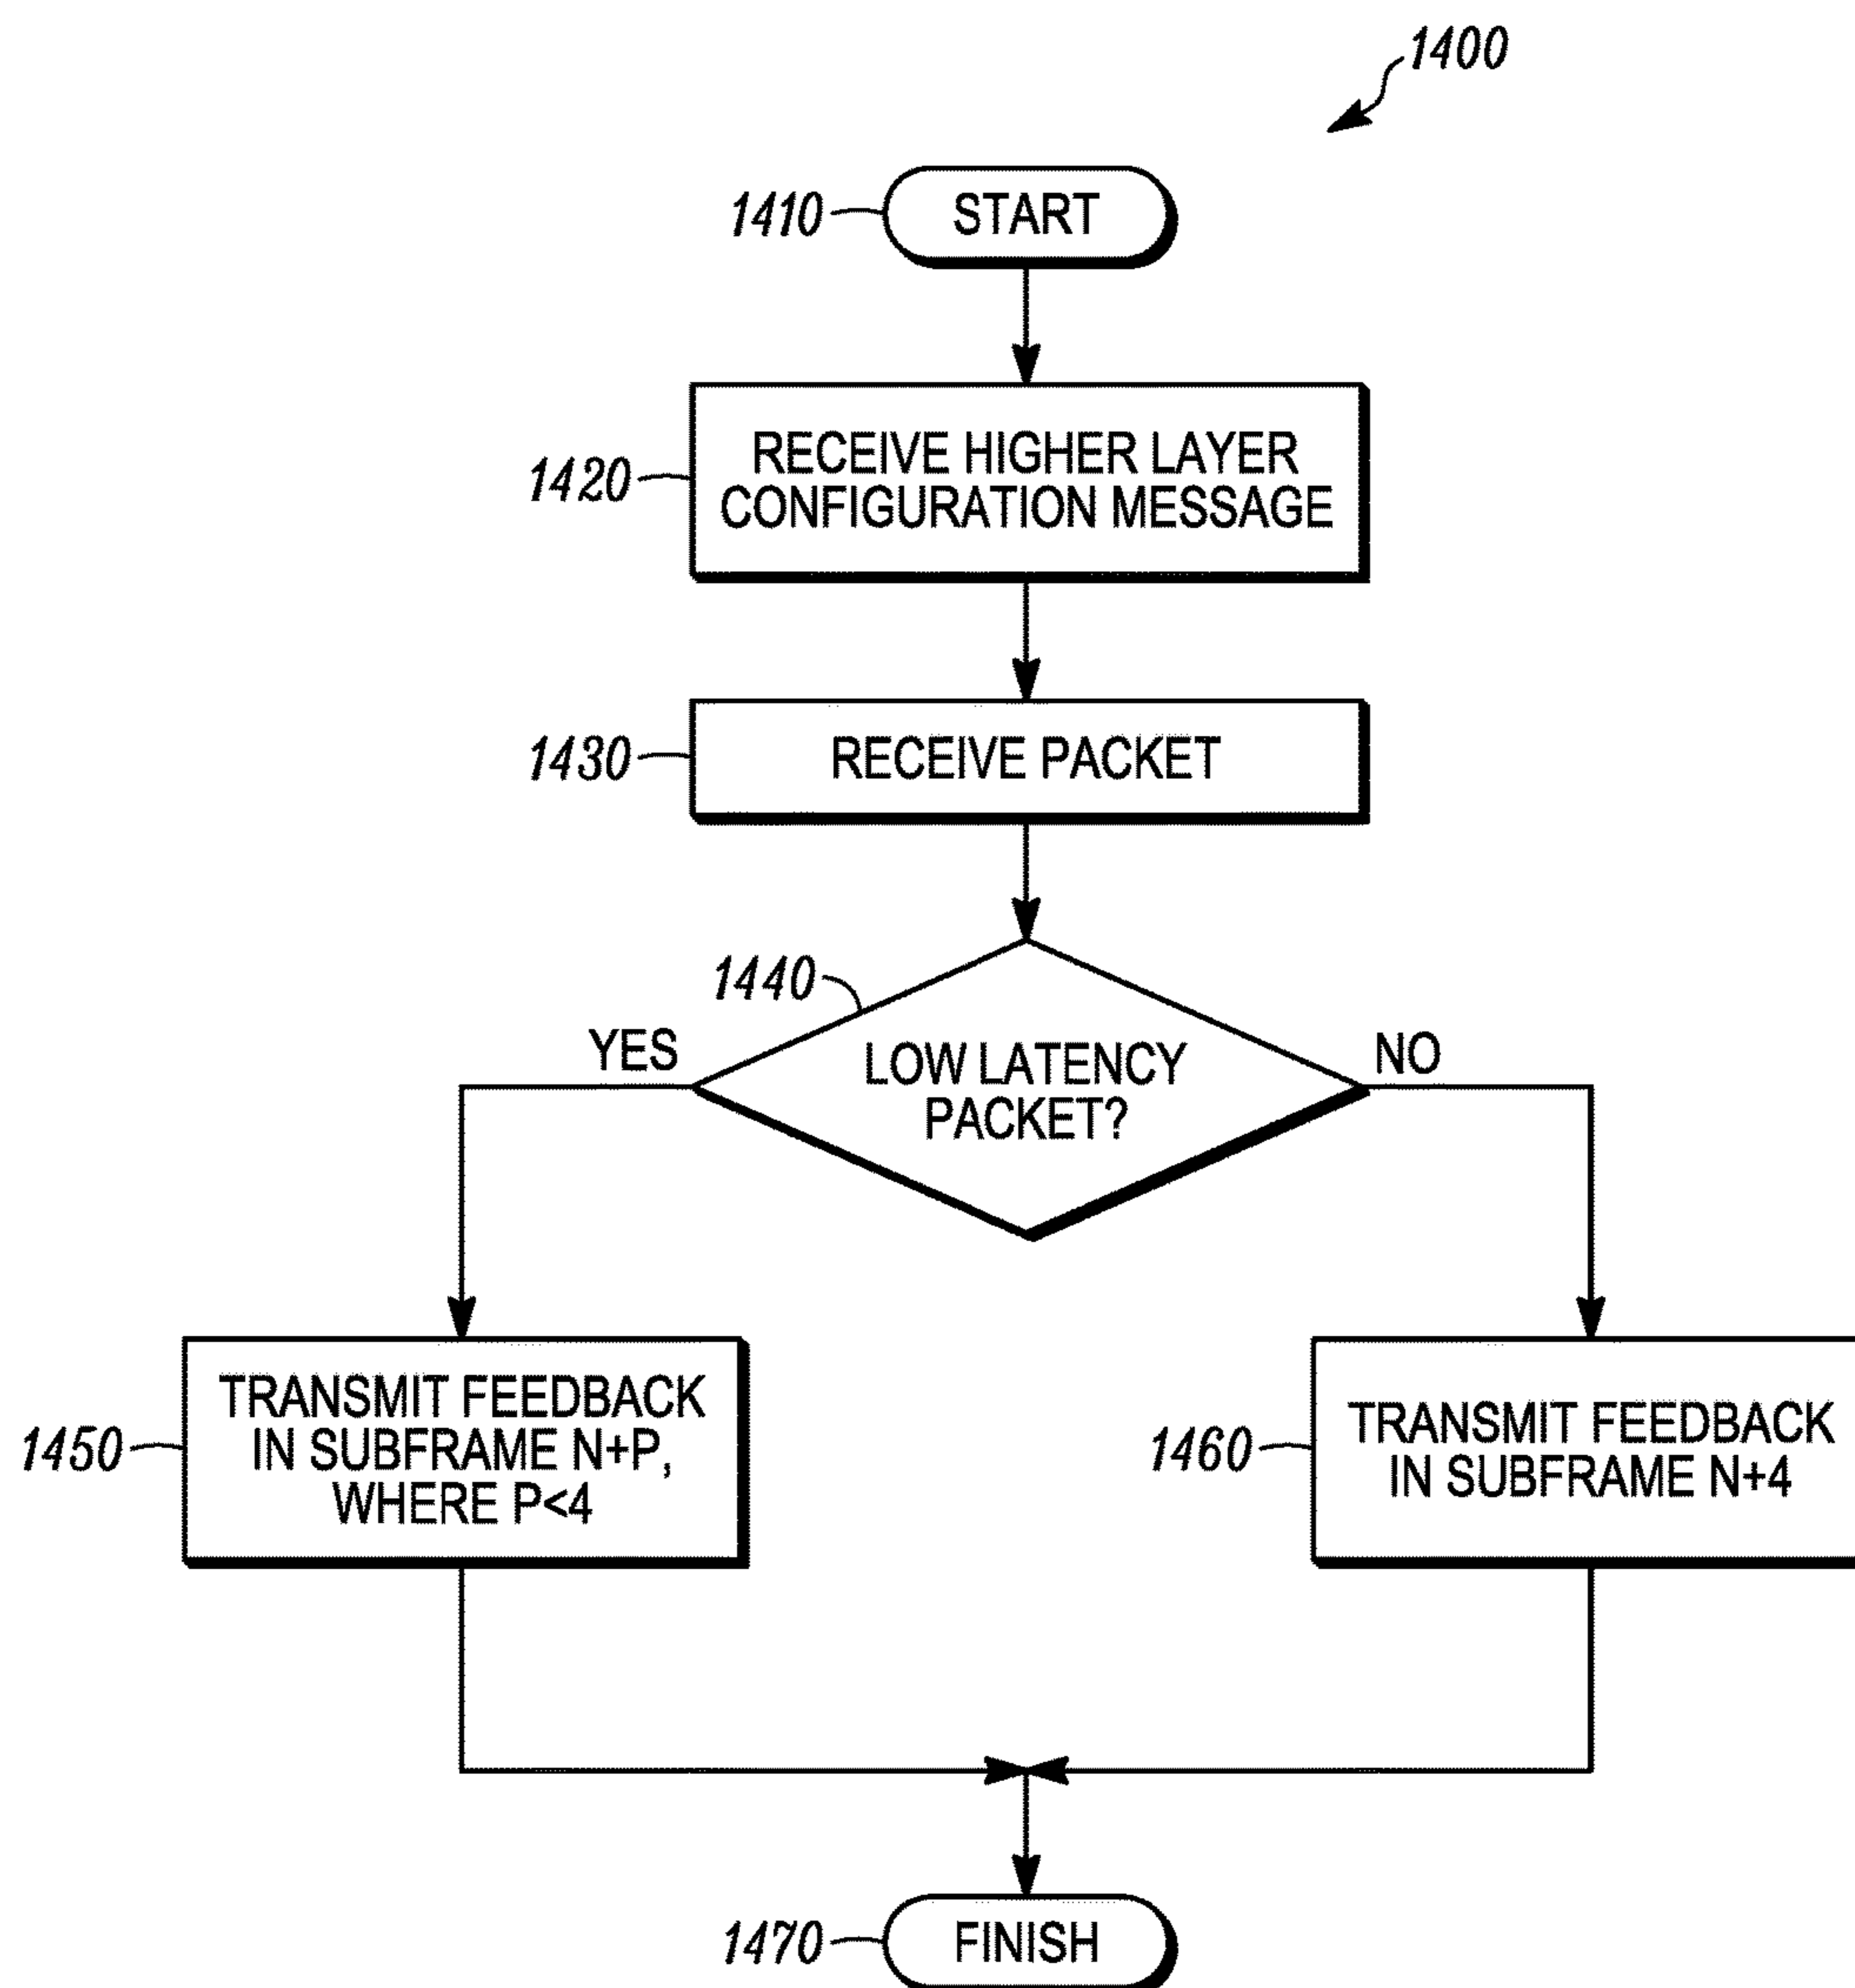 1400
1410
START
1420
RECEIVE HIGHER LAYER
CONFIGURATION MESSAGE
1430
RECEIVE PACKET
1440
YES
LOW LATENCY
PACKET?
NO
1450
TRANSMIT FEEDBACK
IN SUBFRAME N+P,
WHERE P<4
1460
TRANSMIT FEEDBACK
IN SUBFRAME N+4
1470
FINISH